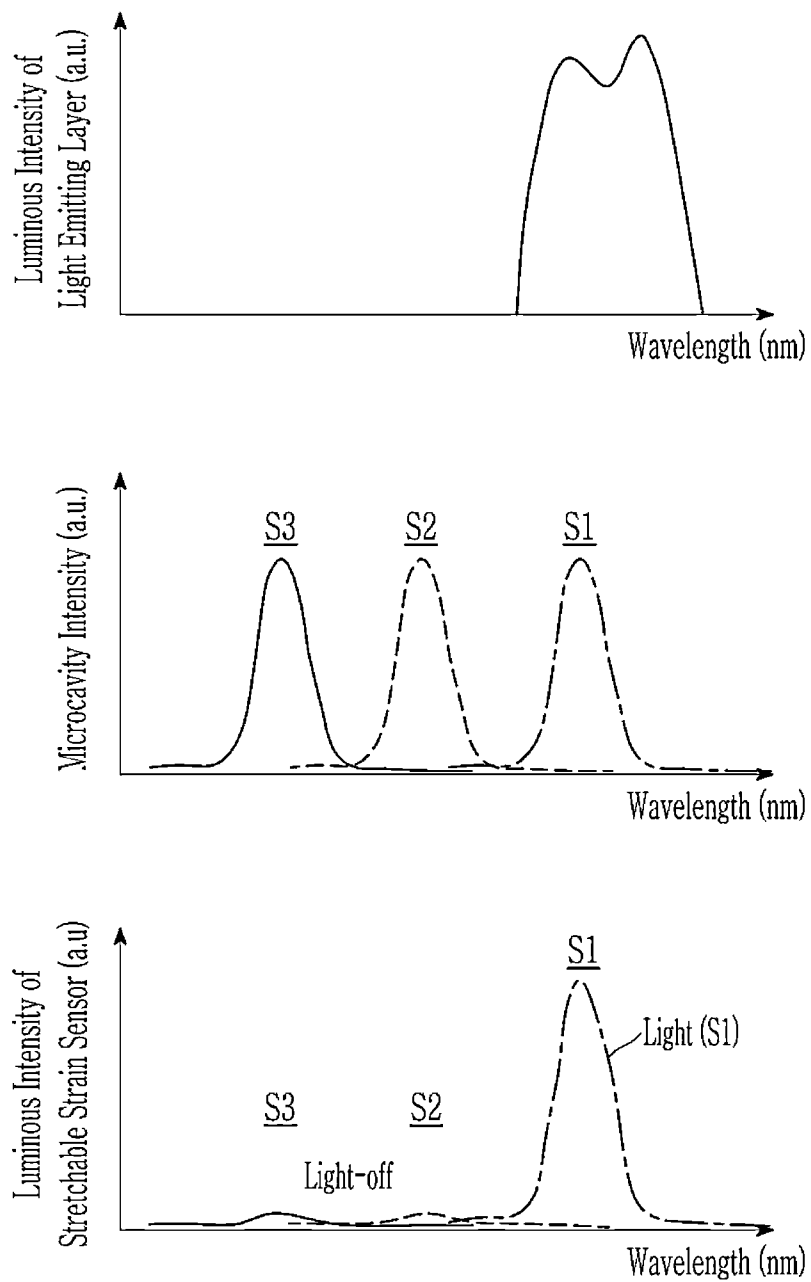 Luminous Intensity of
Light Emitting Layer (a.u.)
Wavelength (nm)
Microcavity Intensity (a.u.)
S3
S2
S1
Wavelength (nm)
Luminous Intensity of
Stretchable Strain Sensor (a.u)
S1
Light (S1)
S3
S2
Light-off
Wavelength (nm)